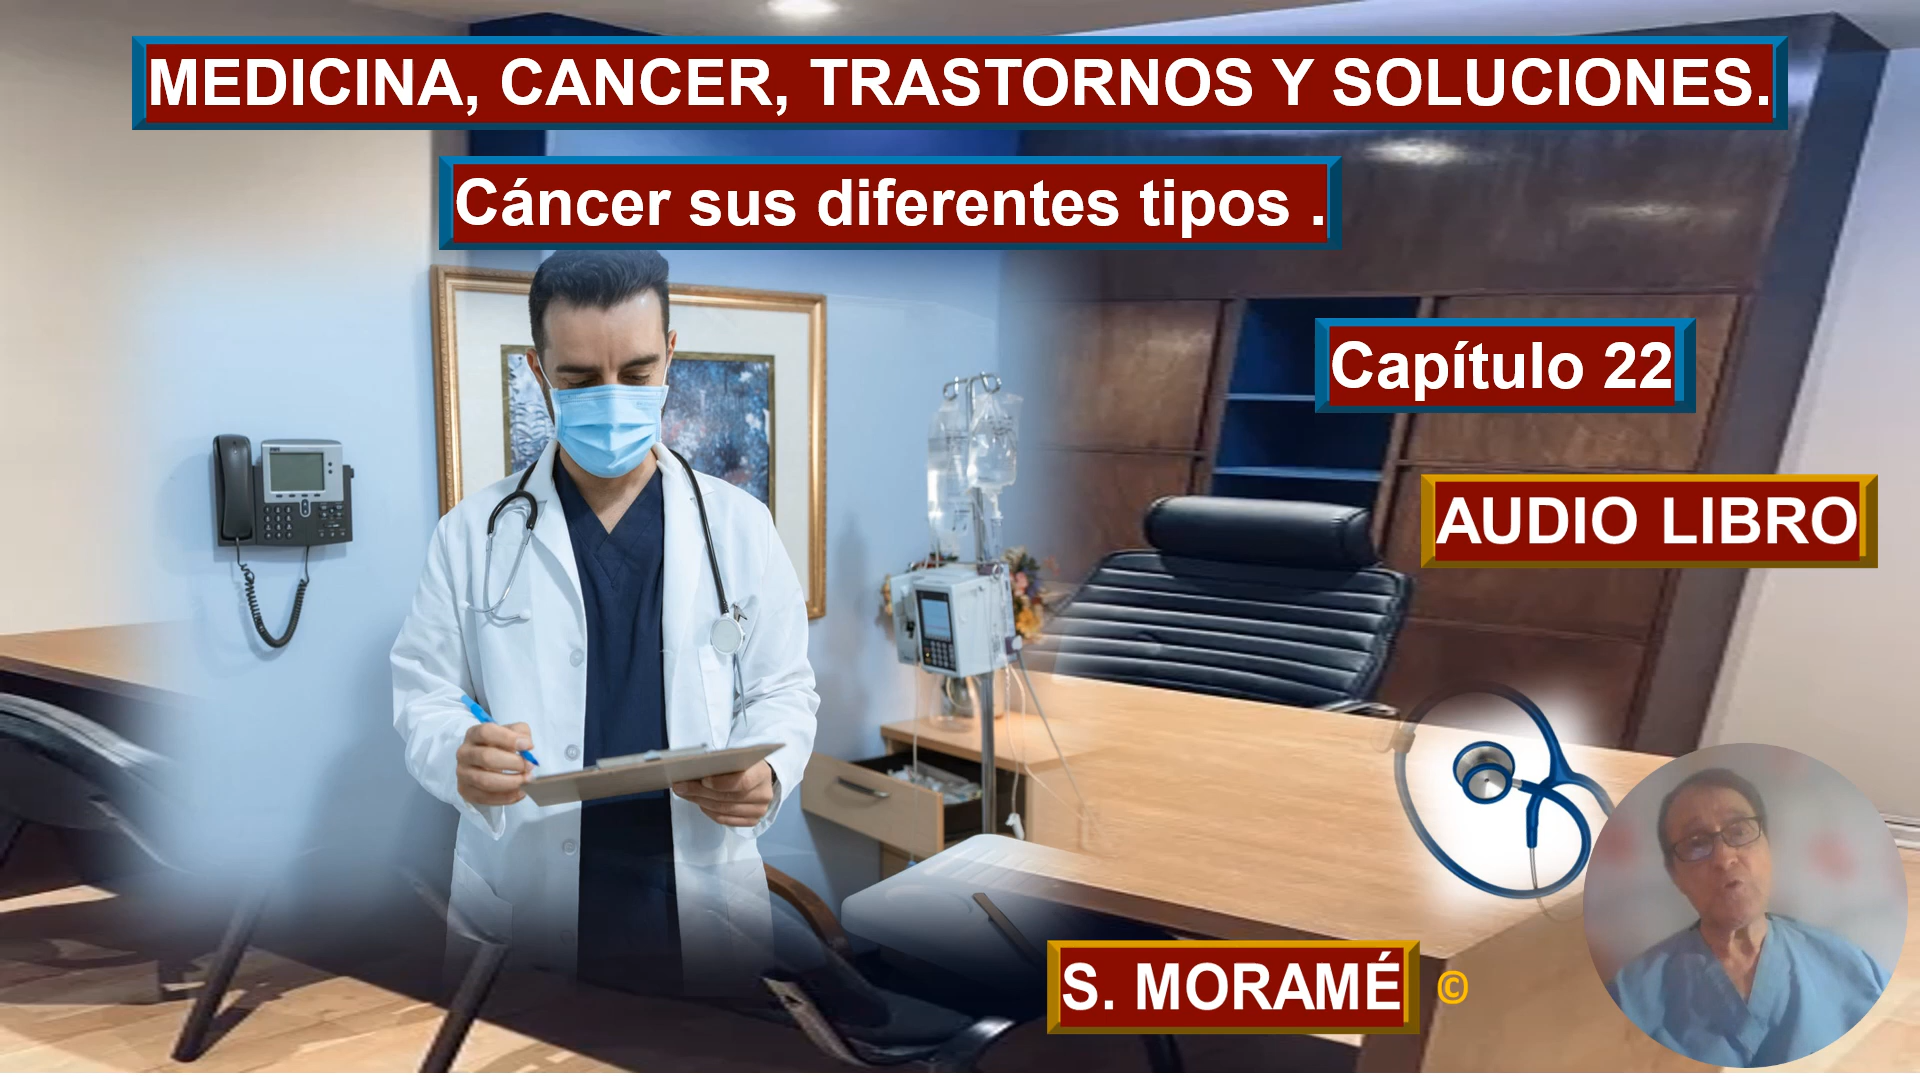 MEDICINA, CANCER, TRASTORNOS Y SOLUCIONES.
Cáncer sus diferentes tipos .
Capítulo 22
AUDIO LIBRO
S. MORAMÉ ©